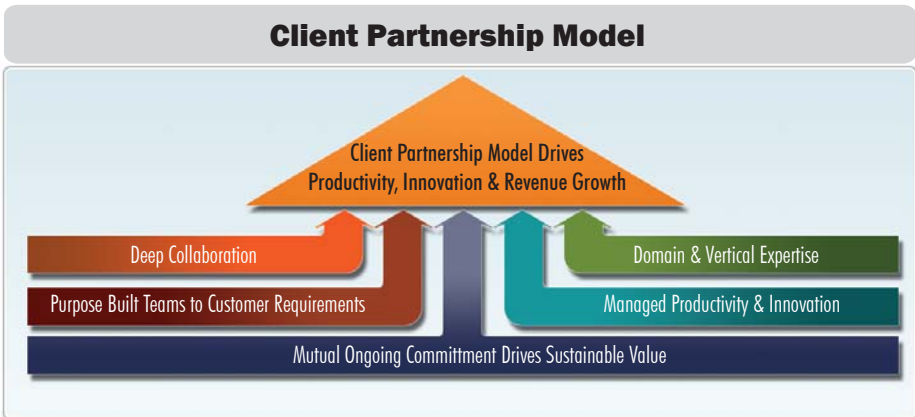 Client Partnership Model
Client Partnership Model Drives
Productivity, Innovation & Revenue Growth
Deep Collaboration
Domain & Vertical Expertise
Purpose Built Teams to Customer Requirements
Managed Productivity & Innovation
Mutual Ongoing Committment Drives Sustainable Value